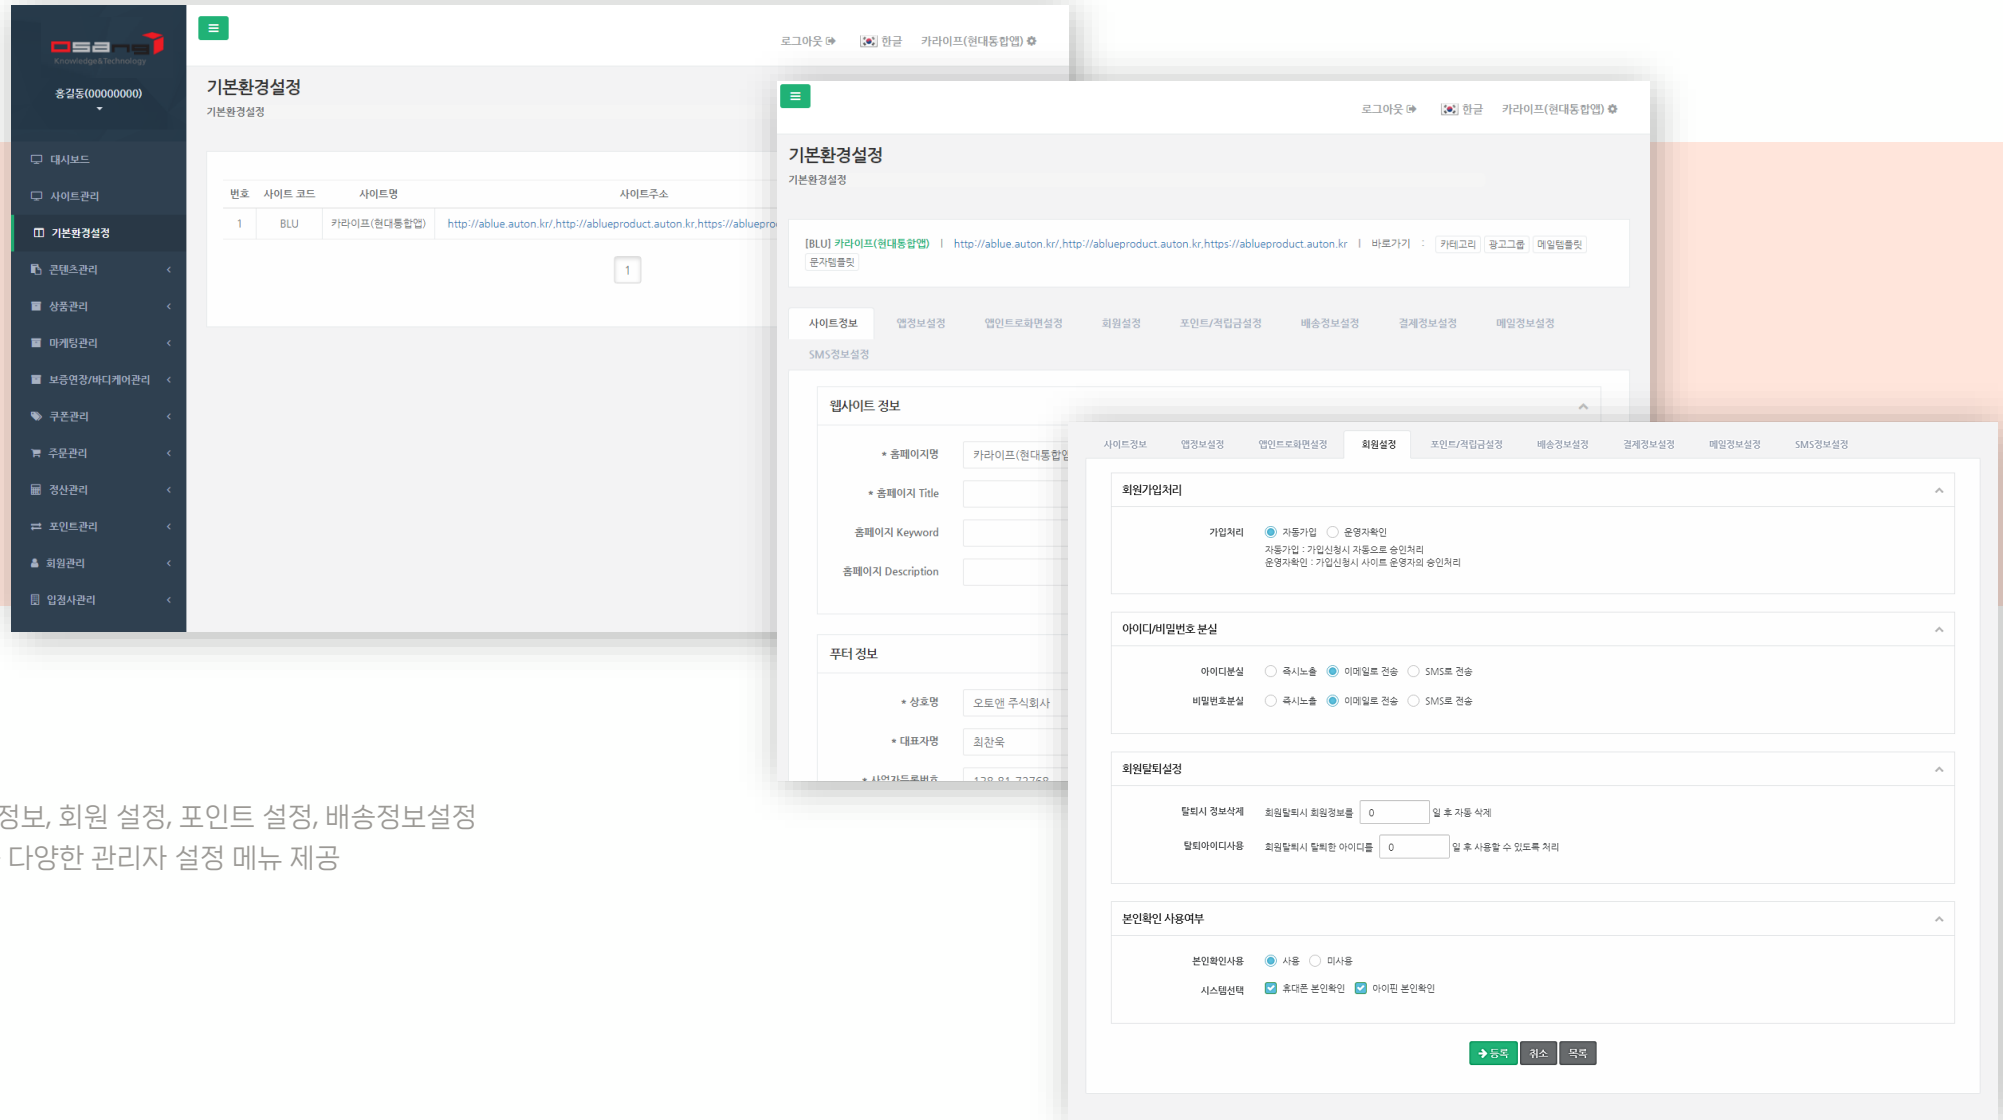 osang
Knowledge&Technology
홍길동(00000000)
대시보드
사이트관리
기본환경설정
콘텐츠관리
상품관리
마케팅관리
보증연장/바디케어관리
쿠폰관리
주문관리
정산관리
포인트관리
회원관리
입점사관리
로그아웃 한글 카라이프(현대통합앱)
기본환경설정
기본환경설정
번호 사이트 코드 사이트명 사이트주소
1 BLU 카라이프(현대통합앱) http://ablue.auton.kr/,http://ablueproduct.auton.kr,https://ablueprod
1
로그아웃 한글 카라이프(현대통합앱)
기본환경설정
기본환경설정
[BLU] 카라이프(현대통합앱) | http://ablue.auton.kr/,http://ablueproduct.auton.kr,https://ablueproduct.auton.kr | 바로가기 : 카테고리 광고그룹 메일템플릿
문자템플릿
사이트정보 앱정보설정 앱인트로화면설정 회원설정 포인트/적립금설정 배송정보설정 결제정보설정 메일정보설정
SMS정보설정
웹사이트 정보
* 홈페이지명 카라이프(현대통합앱
* 홈페이지 Title
홈페이지 Keyword
홈페이지 Description
푸터 정보
* 상호명 오토앤 주식회사
* 대표자명 최찬욱
* 사업자등록번호 128-81-72768
사이트정보 앱정보설정 앱인트로화면설정 회원설정 포인트/적립금설정 배송정보설정 결제정보설정 메일정보설정 SMS정보설정
회원가입처리
가입처리 자동가입 운영자확인
자동가입 : 가입신청시 자동으로 승인처리
운영자확인 : 가입신청시 사이트 운영자의 승인처리
아이디/비밀번호 분실
아이디분실 즉시노출 이메일로 전송 SMS로 전송
비밀번호분실 즉시노출 이메일로 전송 SMS로 전송
회원탈퇴설정
탈퇴시 정보삭제 회원탈퇴시 회원정보를 0 일 후 자동 삭제
탈퇴아이디사용 회원탈퇴시 탈퇴한 아이디를 0 일 후 사용할 수 있도록 처리
본인확인 사용여부
본인확인사용 사용 미사용
시스템선택 휴대폰 본인확인 아이핀 본인확인
등록 취소 목록
정보, 회원 설정, 포인트 설정, 배송정보설정
다양한 관리자 설정 메뉴 제공